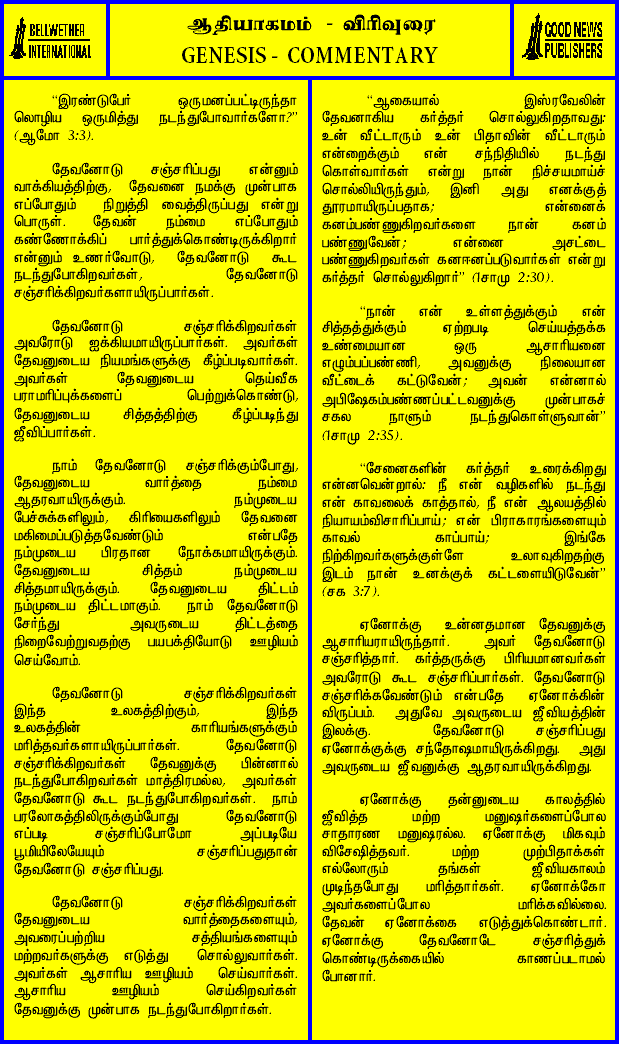 BELLWETHER
INTERNATIONAL
ஆதியாகமம் - விரிவுரை
GENESIS - COMMENTARY
GOOD NEWS
PUBLISHERS
“இரண்டுபேர் ஒருமனப்பட்டிருந்தா
லொழிய ஒருமித்து நடந்துபோவார்களோ?”
(ஆமோ 3:3).
தேவனோடு சஞ்சரிப்பது என்னும்
வாக்கியத்திற்கு, தேவனை நமக்கு முன்பாக
எப்போதும் நிறுத்தி வைத்திருப்பது என்று
பொருள். தேவன் நம்மை எப்போதும்
கண்ணோக்கிப் பார்த்துக்கொண்டிருக்கிறார்
என்னும் உணர்வோடு, தேவனோடு கூட
நடந்துபோகிறவர்கள், தேவனோடு
சஞ்சரிக்கிறவர்களாயிருப்பார்கள்.
தேவனோடு சஞ்சரிக்கிறவர்கள்
அவரோடு ஐக்கியமாயிருப்பார்கள். அவர்கள்
தேவனுடைய நியமங்களுக்கு கீழ்ப்படிவார்கள்.
அவர்கள் தேவனுடைய தெய்வீக
பராமரிப்புக்களைப் பெற்றுக்கொண்டு,
தேவனுடைய சித்தத்திற்கு கீழ்ப்படிந்து
ஜீவிப்பார்கள்.
நாம் தேவனோடு சஞ்சரிக்கும்போது,
தேவனுடைய வார்த்தை நம்மை
ஆதரவாயிருக்கும். நம்முடைய
பேச்சுக்களிலும், கிரியைகளிலும் தேவனை
மகிமைப்படுத்தவேண்டும் என்பதே
நம்முடைய பிரதான நோக்கமாயிருக்கும்.
தேவனுடைய சித்தம் நம்முடைய
சித்தமாயிருக்கும். தேவனுடைய திட்டம்
நம்முடைய திட்டமாகும். நாம் தேவனோடு
சேர்ந்து அவருடைய திட்டத்தை
நிறைவேற்றுவதற்கு பயபக்தியோடு ஊழியம்
செய்வோம்.
தேவனோடு சஞ்சரிக்கிறவர்கள்
இந்த உலகத்திற்கும், இந்த
உலகத்தின் காரியங்களுக்கும்
மரித்தவர்களாயிருப்பார்கள். தேவனோடு
சஞ்சரிக்கிறவர்கள் தேவனுக்கு பின்னால்
நடந்துபோகிறவர்கள் மாத்திரமல்ல, அவர்கள்
தேவனோடு கூட நடந்துபோகிறவர்கள். நாம்
பரலோகத்திலிருக்கும்போது தேவனோடு
எப்படி சஞ்சரிப்போமோ அப்படியே
பூமியிலேயேயும் சஞ்சரிப்பதுதான்
தேவனோடு சஞ்சரிப்பது.
தேவனோடு சஞ்சரிக்கிறவர்கள்
தேவனுடைய வார்த்தைகளையும்,
அவரைப்பற்றிய சத்தியங்களையும்
மற்றவர்களுக்கு எடுத்து சொல்லுவார்கள்.
அவர்கள் ஆசாரிய ஊழியம் செய்வார்கள்.
ஆசாரிய ஊழியம் செய்கிறவர்கள்
தேவனுக்கு முன்பாக நடந்துபோகிறார்கள்.
“ஆகையால் இஸ்ரவேலின்
தேவனாகிய கர்த்தர் சொல்லுகிறதாவது:
உன் வீட்டாரும் உன் பிதாவின் வீட்டாரும்
என்றைக்கும் என் சந்நிதியில் நடந்து
கொள்வார்கள் என்று நான் நிச்சயமாய்ச்
சொல்லியிருந்தும், இனி அது எனக்குத்
தூரமாயிருப்பதாக; என்னைக்
கனம்பண்ணுகிறவர்களை நான் கனம்
பண்ணுவேன்; என்னை அசட்டை
பண்ணுகிறவர்கள் கனஈனப்படுவார்கள் என்று
கர்த்தர் சொல்லுகிறார்” (1சாமு 2:30).
“நான் என் உள்ளத்துக்கும் என்
சித்தத்துக்கும் ஏற்றபடி செய்யத்தக்க
உண்மையான ஒரு ஆசாரியனை
எழும்பப்பண்ணி, அவனுக்கு நிலையான
வீட்டைக் கட்டுவேன்; அவன் என்னால்
அபிஷேகம்பண்ணப்பட்டவனுக்கு முன்பாகச்
சகல நாளும் நடந்துகொள்ளுவான்”
(1சாமு 2:35).
“சேனைகளின் கர்த்தர் உரைக்கிறது
என்னவென்றால்: நீ என் வழிகளில் நடந்து
என் காவலைக் காத்தால், நீ என் ஆலயத்தில்
நியாயம்விசாரிப்பாய்; என் பிராகாரங்களையும்
காவல் காப்பாய்; இங்கே
நிற்கிறவர்களுக்குள்ளே உலாவுகிறதற்கு
இடம் நான் உனக்குக் கட்டளையிடுவேன்”
(சக 3:7).
ஏனோக்கு உன்னதமான தேவனுக்கு
ஆசாரியராயிருந்தார். அவர் தேவனோடு
சஞ்சரித்தார். கர்த்தருக்கு பிரியமானவர்கள்
அவரோடு கூட சஞ்சரிப்பார்கள். தேவனோடு
சஞ்சரிக்கவேண்டும் என்பதே ஏனோக்கின்
விருப்பம். அதுவே அவருடைய ஜீவியத்தின்
இலக்கு. தேவனோடு சஞ்சரிப்பது
ஏனோக்குக்கு சந்தோஷமாயிருக்கிறது. அது
அவருடைய ஜீவனுக்கு ஆதரவாயிருக்கிறது.
ஏனோக்கு தன்னுடைய காலத்தில்
ஜீவித்த மற்ற மனுஷர்களைப்போல
சாதாரண மனுஷரல்ல. ஏனோக்கு மிகவும்
விசேஷித்தவர். மற்ற முற்பிதாக்கள்
எல்லோரும் தங்கள் ஜீவியகாலம்
முடிந்தபோது மரித்தார்கள். ஏனோக்கோ
அவர்களைப்போல மரிக்கவில்லை.
தேவன் ஏனோக்கை எடுத்துக்கொண்டார்.
ஏனோக்கு தேவனோடே சஞ்சரித்துக்
கொண்டிருக்கையில் காணப்படாமல்
போனார்.